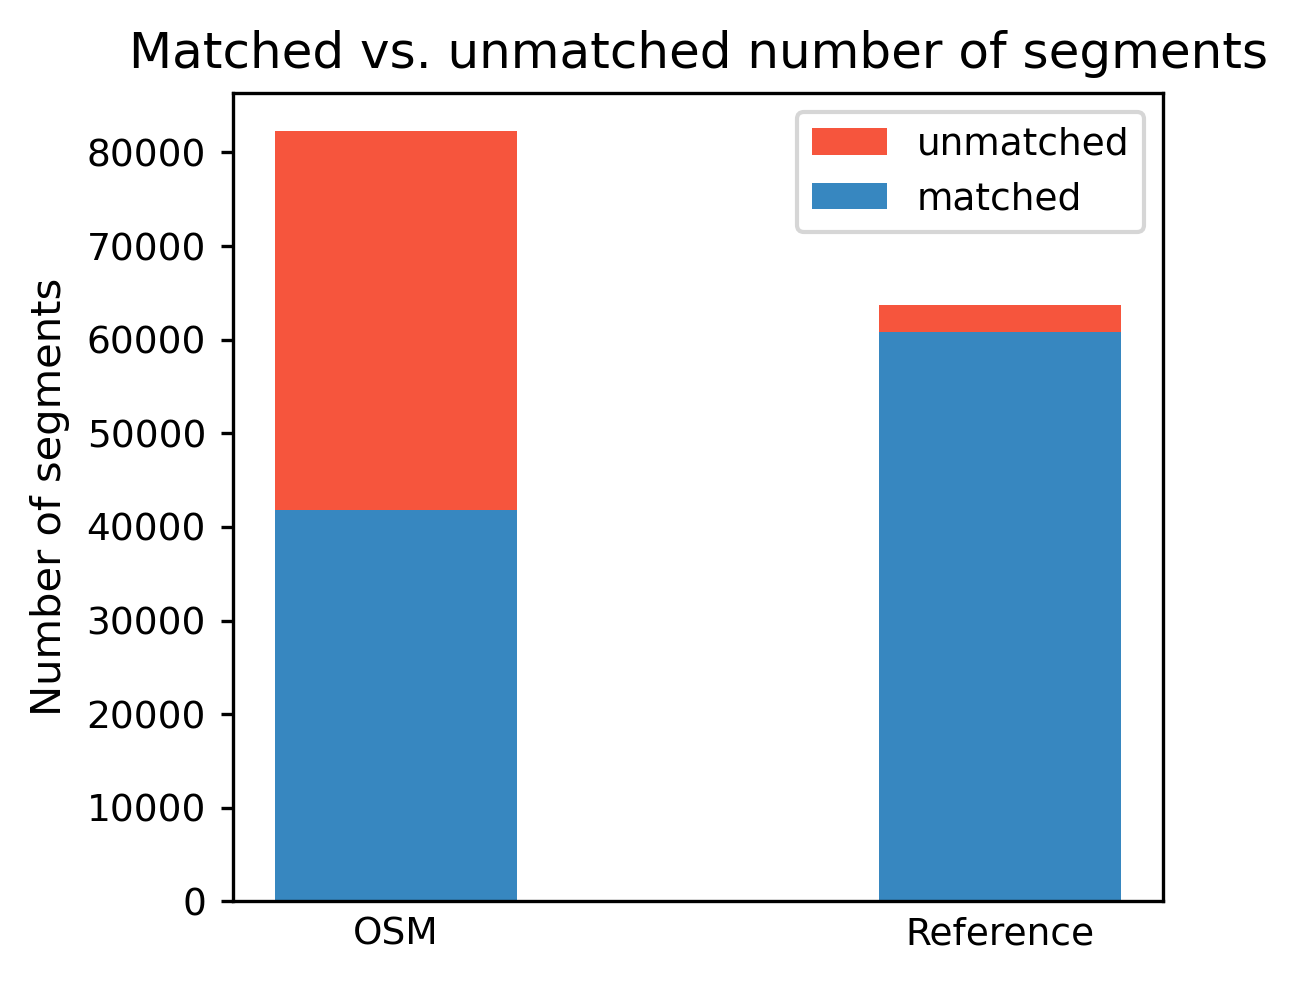 Matched vs. unmatched number of segments
unmatched
matched
Number of segments
80000
70000
60000
50000
40000
30000
20000
10000
0
OSM
Reference